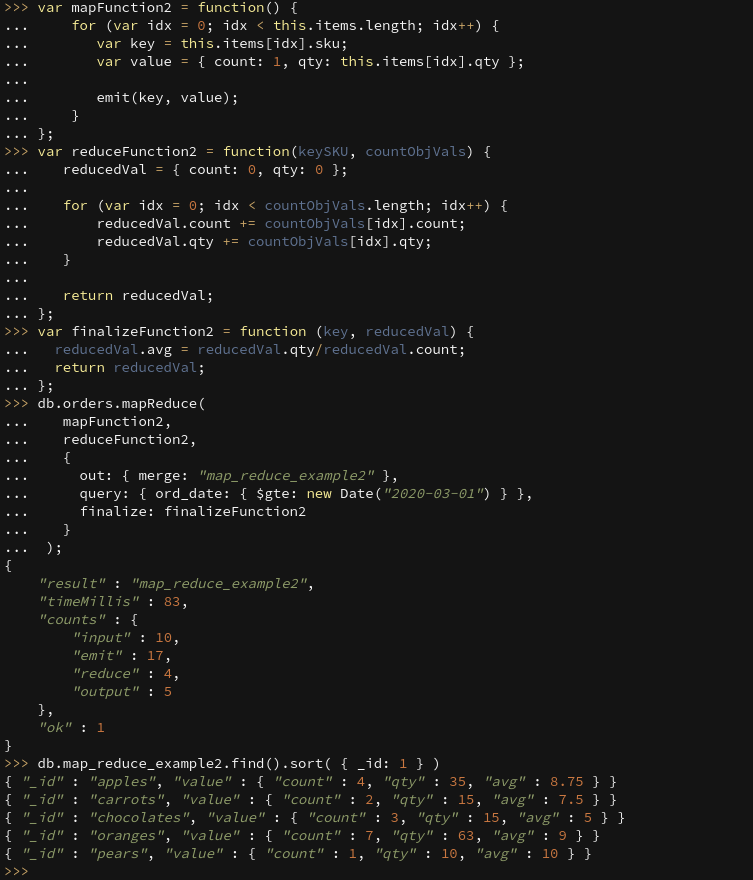 >>> var mapFunction2 = function() {
...     for (var idx = 0; idx < this.items.length; idx++) {
...        var key = this.items[idx].sku;
...        var value = { count: 1, qty: this.items[idx].qty };
...
...        emit(key, value);
...     }
... };
>>> var reduceFunction2 = function(keySKU, countObjVals) {
...    reducedVal = { count: 0, qty: 0 };
...
...    for (var idx = 0; idx < countObjVals.length; idx++) {
...        reducedVal.count += countObjVals[idx].count;
...        reducedVal.qty += countObjVals[idx].qty;
...    }
...
...    return reducedVal;
... };
>>> var finalizeFunction2 = function (key, reducedVal) {
...   reducedVal.avg = reducedVal.qty/reducedVal.count;
...   return reducedVal;
... };
>>> db.orders.mapReduce(
...    mapFunction2,
...    reduceFunction2,
...    {
...      out: { merge: "map_reduce_example2" },
...      query: { ord_date: { $gte: new Date("2020-03-01") } },
...      finalize: finalizeFunction2
...    }
...  );
{
    "result" : "map_reduce_example2",
    "timeMillis" : 83,
    "counts" : {
        "input" : 10,
        "emit" : 17,
        "reduce" : 4,
        "output" : 5
    },
    "ok" : 1
}
>>> db.map_reduce_example2.find().sort( { _id: 1 } )
{ "_id" : "apples", "value" : { "count" : 4, "qty" : 35, "avg" : 8.75 } }
{ "_id" : "carrots", "value" : { "count" : 2, "qty" : 15, "avg" : 7.5 } }
{ "_id" : "chocolates", "value" : { "count" : 3, "qty" : 15, "avg" : 5 } }
{ "_id" : "oranges", "value" : { "count" : 7, "qty" : 63, "avg" : 9 } }
{ "_id" : "pears", "value" : { "count" : 1, "qty" : 10, "avg" : 10 } }
>>>